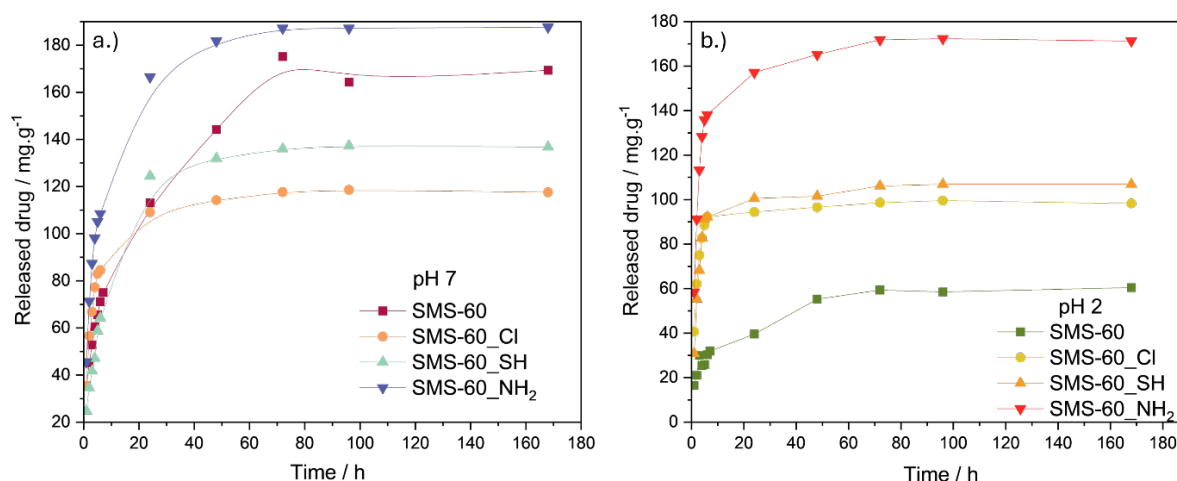 a.)
Released drug / mg.g⁻¹
180
160
140
120
100
80
60
40
20
pH 7
SMS-60
SMS-60_Cl
SMS-60_SH
SMS-60_NH₂
0 20 40 60 80 100 120 140 160 180
Time / h
b.)
Released drug / mg.g⁻¹
180
160
140
120
100
80
60
40
20
0
pH 2
SMS-60
SMS-60_Cl
SMS-60_SH
SMS-60_NH₂
0 20 40 60 80 100 120 140 160 180
Time / h